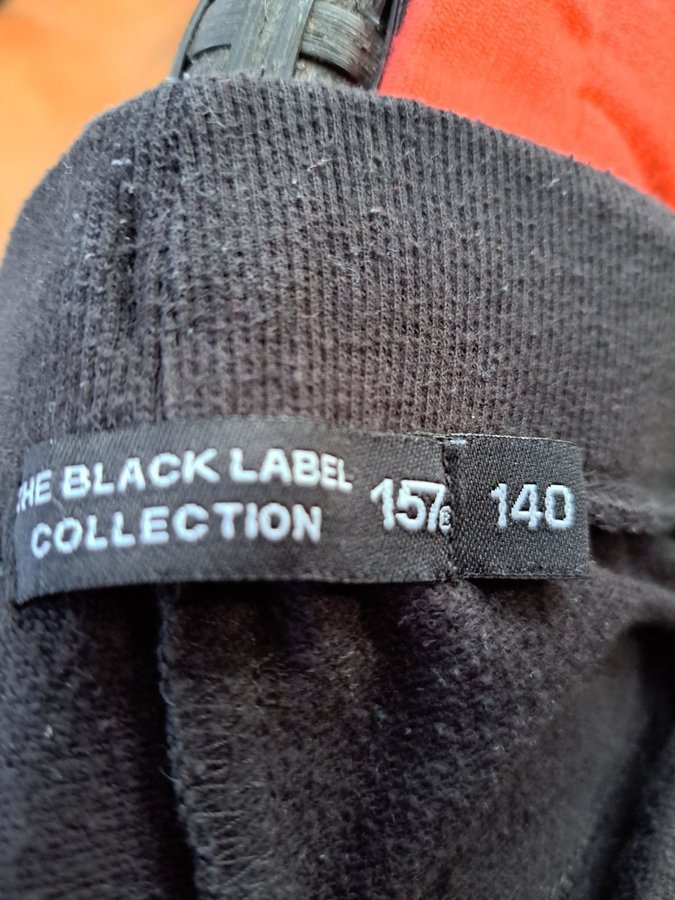 THE BLACK LABEL
COLLECTION
157®
140